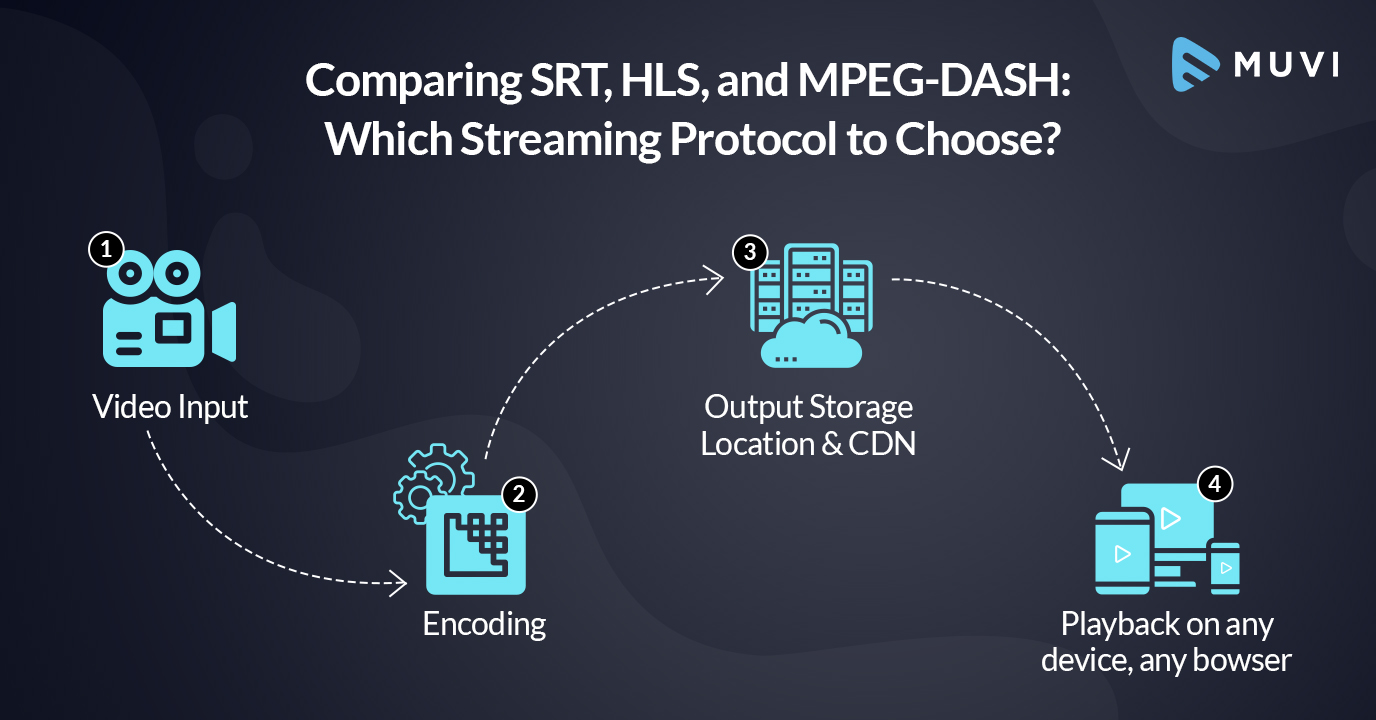 Comparing SRT, HLS, and MPEG-DASH:
Which Streaming Protocol to Choose?
MUVI
1
Video Input
2
Encoding
3
Output Storage
Location & CDN
4
Playback on any
device, any bowser